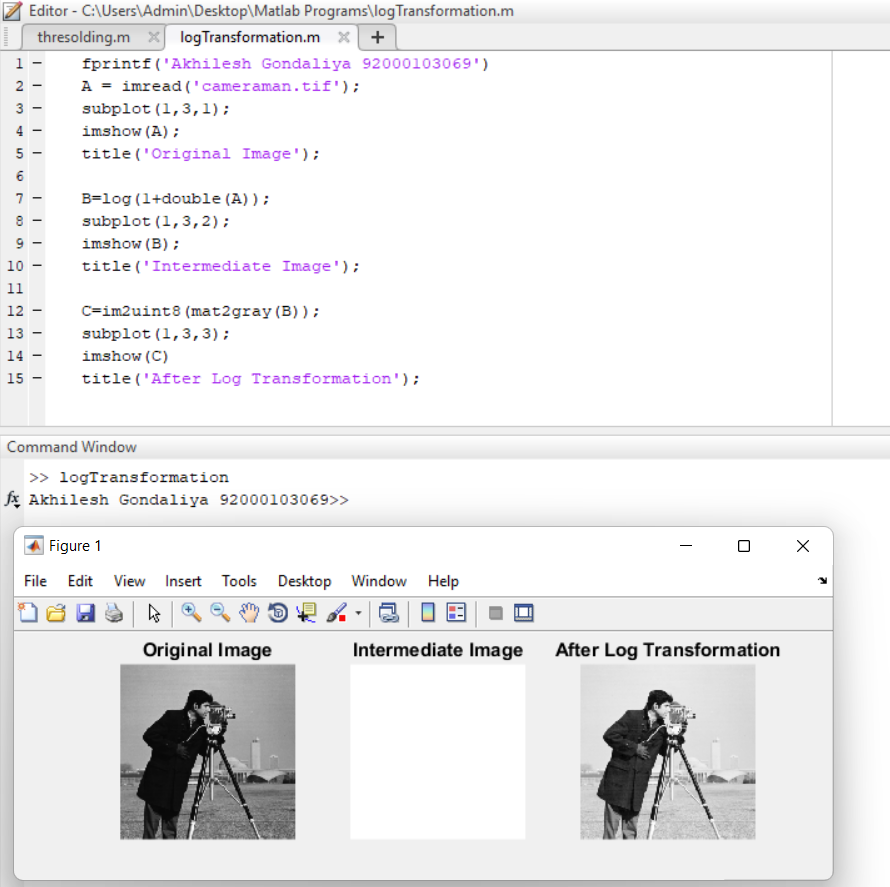 Editor - C:\Users\Admin\Desktop\Matlab Programs\logTransformation.m
thresolding.m × logTransformation.m × +
1 - fprintf('Akhilesh Gondaliya 92000103069')
2 - A = imread('cameraman.tif');
3 - subplot(1,3,1);
4 - imshow(A);
5 - title('Original Image');
6
7 - B=log(1+double(A));
8 - subplot(1,3,2);
9 - imshow(B);
10 - title('Intermediate Image');
11
12 - C=im2uint8(mat2gray(B));
13 - subplot(1,3,3);
14 - imshow(C)
15 - title('After Log Transformation');
Command Window
>> logTransformation
fx Akhilesh Gondaliya 92000103069>>
Figure 1
File Edit View Insert Tools Desktop Window Help
Original Image Intermediate Image After Log Transformation